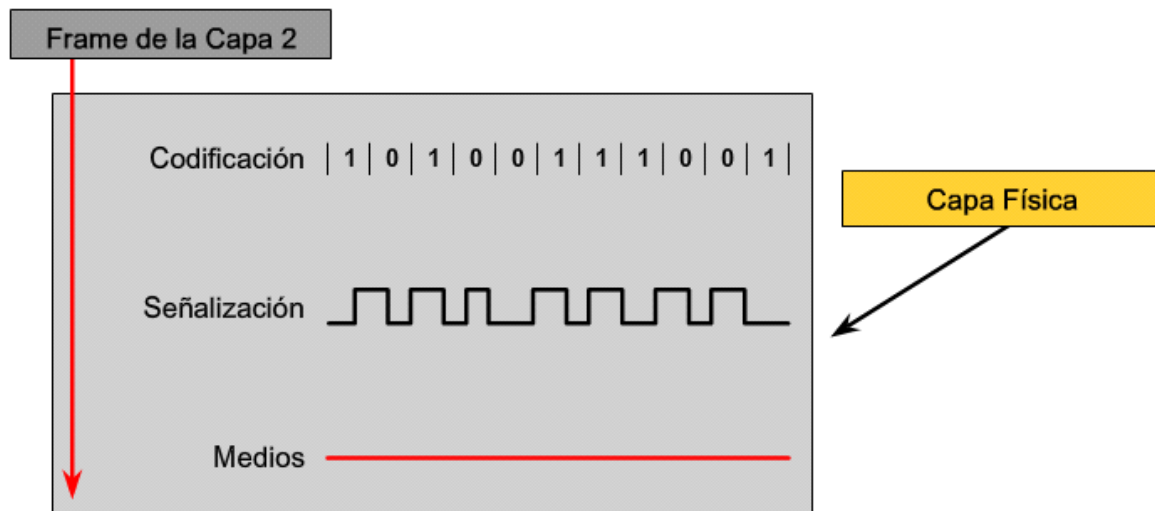 Frame de la Capa 2
Codificación | 1 | 0 | 1 | 0 | 0 | 1 | 1 | 1 | 0 | 0 | 1 |
Capa Física
Señalización
Medios